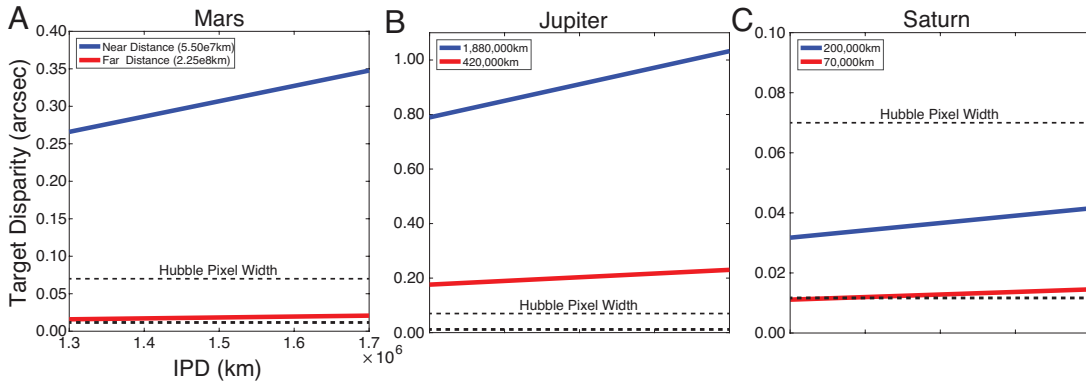 A
Mars
Target Disparity (arcsec)
0.40
0.35
0.30
0.25
0.20
0.15
0.10
0.05
0.00
Near Distance (5.50e7km)
Far Distance (2.25e8km)
Hubble Pixel Width
1.3
1.4
1.5
1.6
1.7
× 10⁶
IPD (km)
B
Jupiter
1.00
0.80
0.60
0.40
0.20
0.00
1,880,000km
420,000km
Hubble Pixel Width
C
Saturn
0.10
0.08
0.06
0.04
0.02
0.00
200,000km
70,000km
Hubble Pixel Width